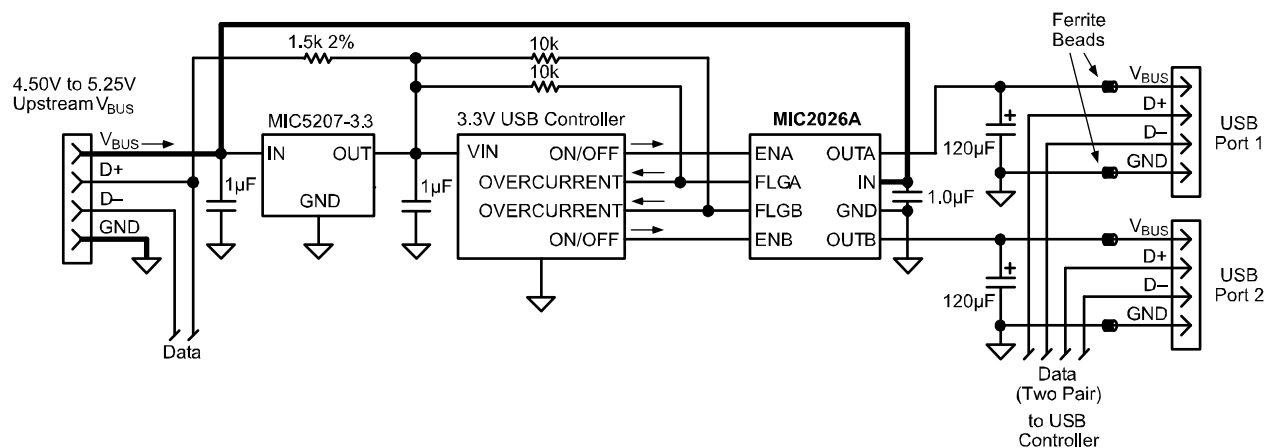 1.5k 2%
10k
10k
Ferrite
Beads
4.50V to 5.25V
Upstream VBUS
VBUS
D+
D–
GND
Data
MIC5207-3.3
IN
OUT
GND
1µF
1µF
3.3V USB Controller
VIN
ON/OFF
OVERCURRENT
OVERCURRENT
ON/OFF
MIC2026A
ENA
OUTA
FLGA
IN
FLGB
GND
ENB
OUTB
1.0µF
120µF
120µF
VBUS
D+
D–
GND
USB
Port 1
VBUS
D+
D–
GND
USB
Port 2
Data
(Two Pair)
to USB
Controller